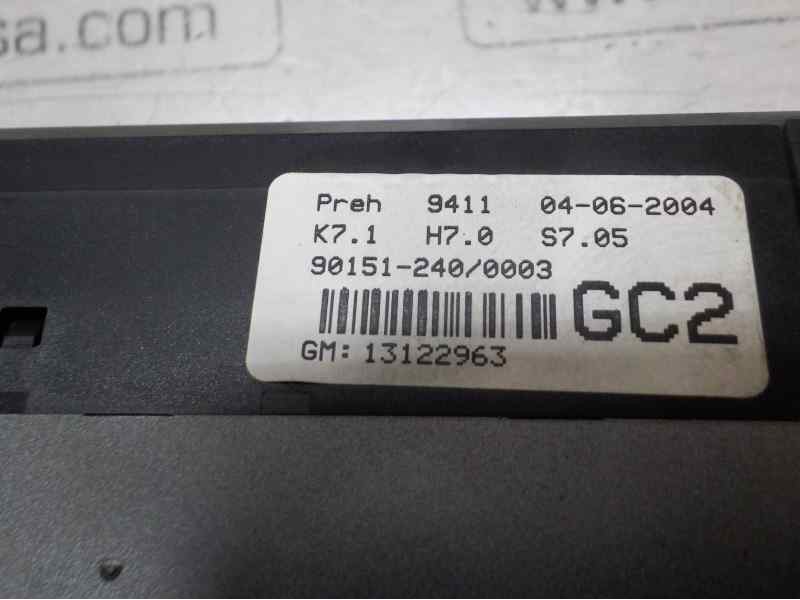 sa.com
www
Preh 9411 04-06-2004
K7.1 H7.0 S7.05
90151-240/0003
GC2
GM: 13122963